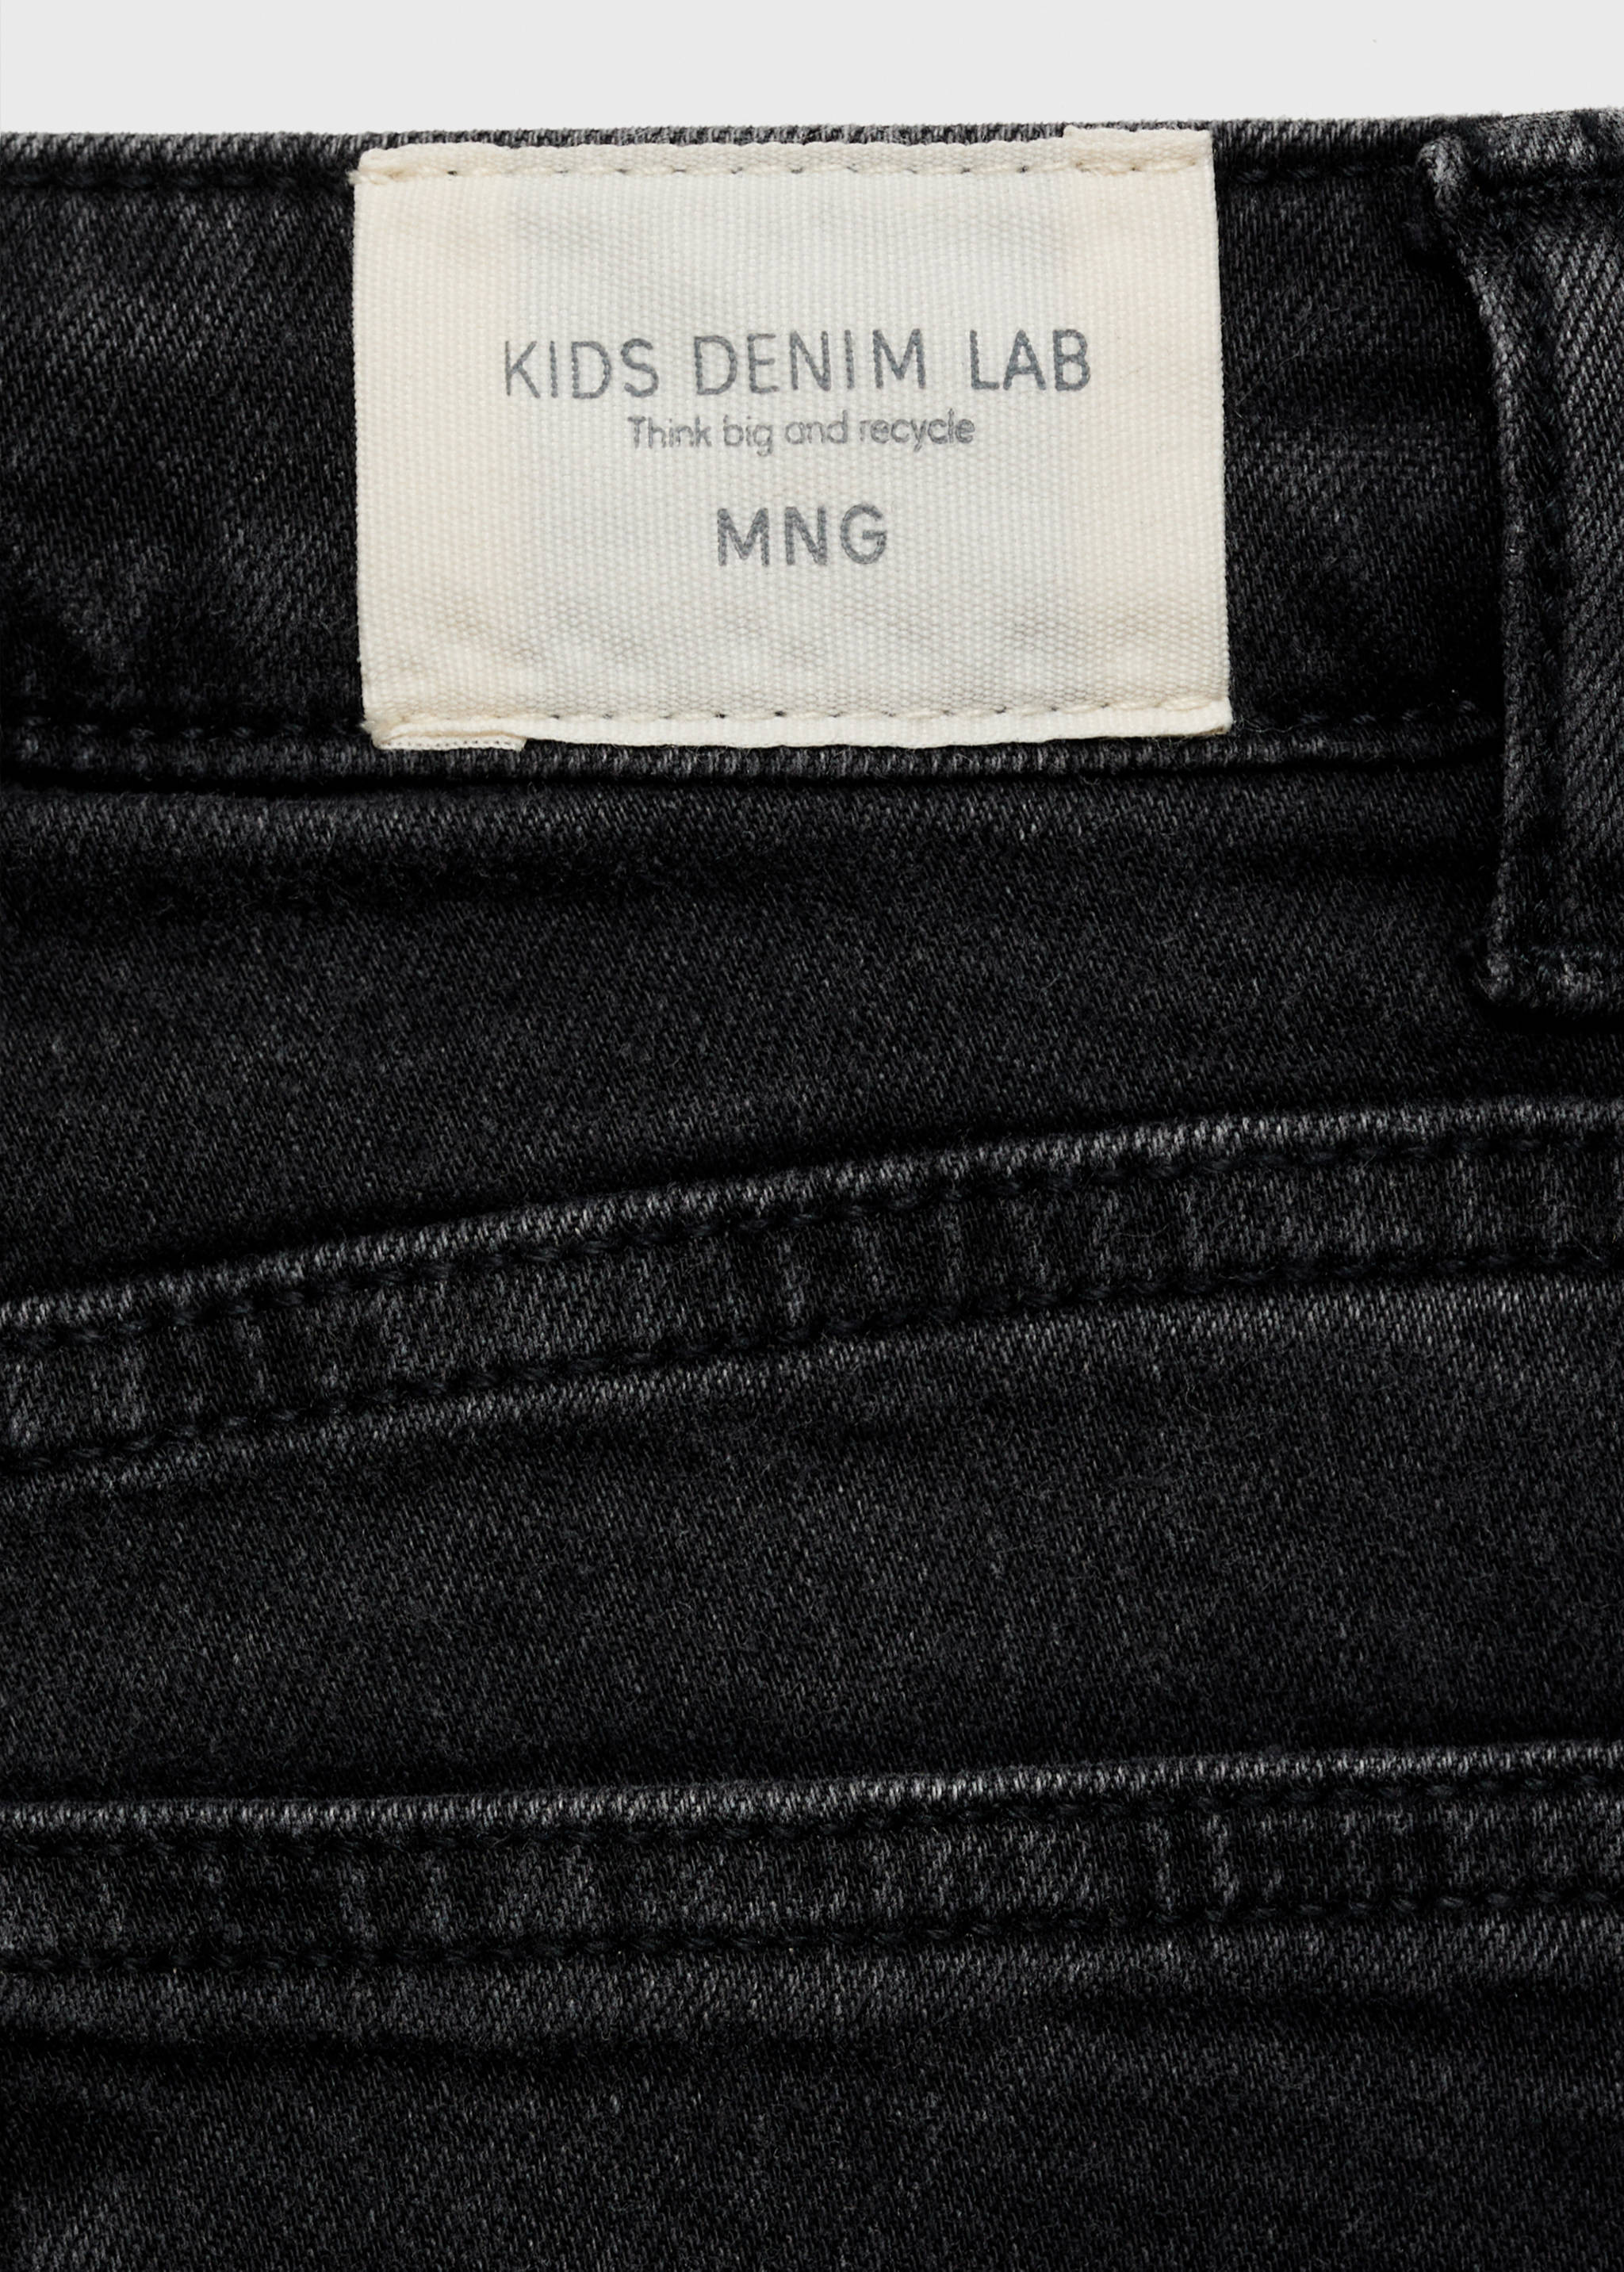 KIDS DENIM LAB
Think big and recycle
MNG